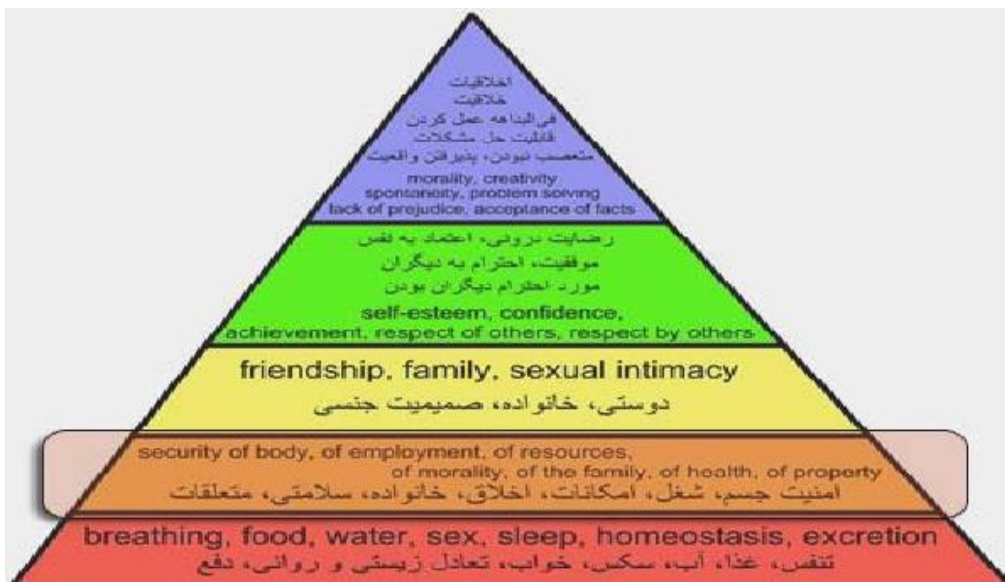 اخلاقیات
خلاقیت
فی البداهه عمل کردن
قابلیت حل مشکلات
متعصب نبودن، پذیرفتن واقعیت
morality, creativity
spontaneity, problem solving
lack of prejudice, acceptance of facts
رضایت درونی، اعتماد به نفس
موفقیت، احترام به دیگران
مورد احترام دیگران بودن
self-esteem, confidence,
achievement, respect of others, respect by others
friendship, family, sexual intimacy
دوستی، خانواده، صمیمیت جنسی
security of body, of employment, of resources,
of morality, of the family, of health, of property
امنیت جسم، شغل، امکانات، اخلاق، خانواده، سلامتی، متعلقات
breathing, food, water, sex, sleep, homeostasis, excretion
تنفس، غذا، آب، سکس، خواب، تعادل زیستی و روانی، دفع